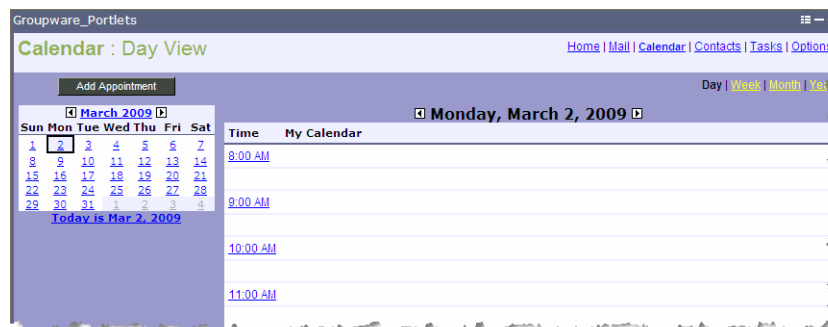 Groupware_Portlets
Calendar : Day View
Home | Mail | Calendar | Contacts | Tasks | Option
Add Appointment
Day | Week | Month |
March 2009
Sun Mon Tue Wed Thu Fri Sat
1 2 3 4 5 6 7
8 9 10 11 12 13 14
15 16 17 18 19 20 21
22 23 24 25 26 27 28
29 30 31 1 2 3 4
Today is Mar 2, 2009
Monday, March 2, 2009
Time My Calendar
8:00 AM
9:00 AM
10:00 AM
11:00 AM